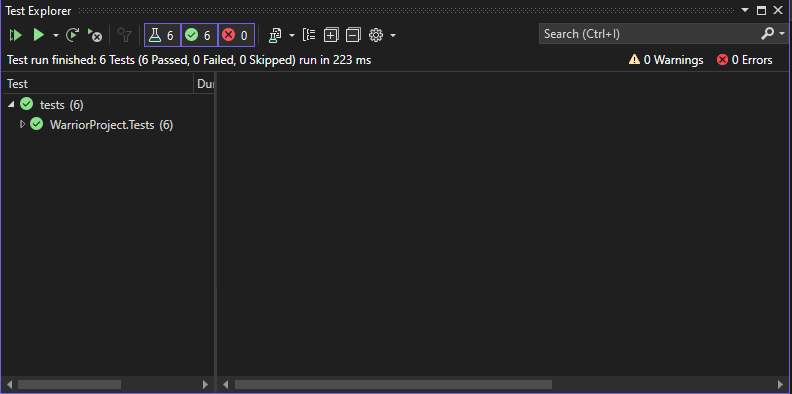 Test Explorer
6 6 0
Search (Ctrl+I)
Test run finished: 6 Tests (6 Passed, 0 Failed, 0 Skipped) run in 223 ms
0 Warnings 0 Errors
Test Dur
tests (6)
WarriorProject.Tests (6)